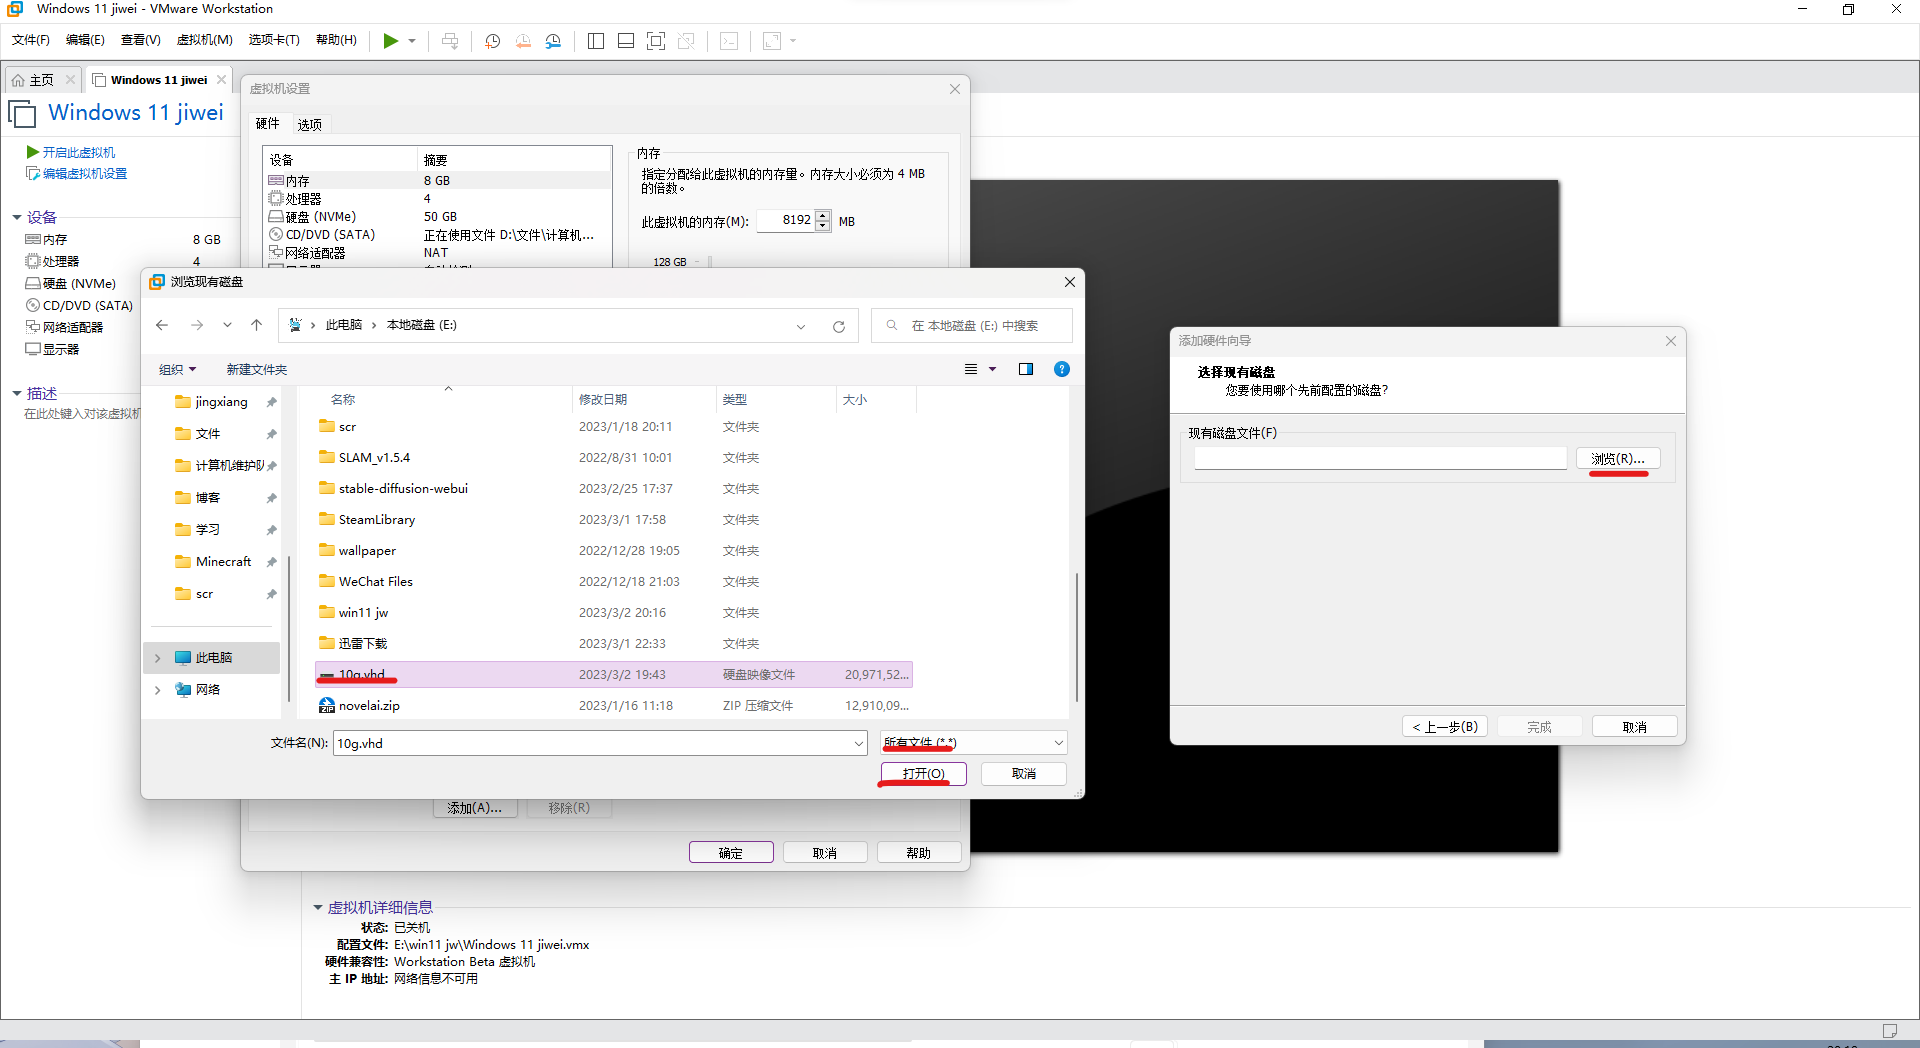 Windows 11 jiwei - VMware Workstation
文件(F) 编辑(E) 查看(V) 虚拟机(M) 选项卡(T) 帮助(H)
主页 Windows 11 jiwei
Windows 11 jiwei
开启此虚拟机
编辑虚拟机设置
设备
内存 8 GB
处理器 4
硬盘 (NVMe)
CD/DVD (SATA)
网络适配器
显示器
描述
在此处键入对该虚拟机
虚拟机设置
硬件 选项
设备 摘要
内存 8 GB
处理器 4
硬盘 (NVMe) 50 GB
CD/DVD (SATA) 正在使用文件 D:\文件\计算机...
网络适配器 NAT
内存
指定分配给此虚拟机的内存量。内存大小必须为 4 MB
的倍数。
此虚拟机的内存(M): 8192 MB
128 GB
浏览现有磁盘
此电脑 本地磁盘 (E:)
在 本地磁盘 (E:) 中搜索
组织 新建文件夹
jingxiang
文件
计算机维护队
博客
学习
Minecraft
scr
此电脑
网络
名称 修改日期 类型 大小
scr 2023/1/18 20:11 文件夹
SLAM_v1.5.4 2022/8/31 10:01 文件夹
stable-diffusion-webui 2023/2/25 17:37 文件夹
SteamLibrary 2023/3/1 17:58 文件夹
wallpaper 2022/12/28 19:05 文件夹
WeChat Files 2022/12/18 21:03 文件夹
win11 jw 2023/3/2 20:16 文件夹
迅雷下载 2023/3/1 22:33 文件夹
10g.vhd 2023/3/2 19:43 硬盘映像文件 20,971,52...
novelai.zip 2023/1/16 11:18 ZIP 压缩文件 12,910,09...
文件名(N): 10g.vhd 所有文件 (*.*)
打开(O) 取消
添加(A)... 移除(R)
确定 取消 帮助
添加硬件向导
选择现有磁盘
您要使用哪个先前配置的磁盘?
现有磁盘文件(F)
浏览(R)...
< 上一步(B) 完成 取消
虚拟机详细信息
状态: 已关机
配置文件: E:\win11 jw\Windows 11 jiwei.vmx
硬件兼容性: Workstation Beta 虚拟机
主 IP 地址: 网络信息不可用